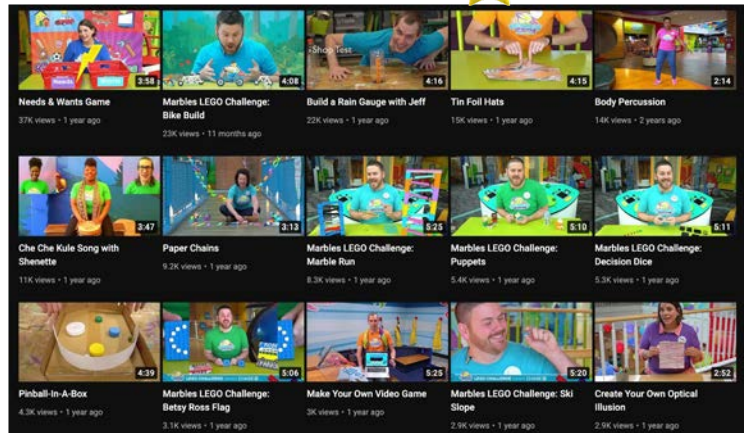 Needs
3:58
4:08
Shop Test
4:16
4:15
2:14
Needs & Wants Game
Marbles LEGO Challenge:
Bike Build
Build a Rain Gauge with Jeff
Tin Foil Hats
Body Percussion
37K views • 1 year ago
23K views • 11 months ago
22K views • 1 year ago
15K views • 1 year ago
14K views • 2 years ago
3:47
3:13
5:25
5:10
5:11
Che Che Kule Song with
Shenette
Paper Chains
Marbles LEGO Challenge:
Marble Run
Marbles LEGO Challenge:
Puppets
Marbles LEGO Challenge:
Decision Dice
11K views • 1 year ago
9.2K views • 1 year ago
8.3K views • 1 year ago
5.4K views • 1 year ago
5.3K views • 1 year ago
4:39
5:06
5:25
5:20
2:52
Pinball-In-A-Box
Marbles LEGO Challenge:
Betsy Ross Flag
Make Your Own Video Game
Marbles LEGO Challenge: Ski
Slope
Create Your Own Optical
Illusion
4.3K views • 1 year ago
3.1K views • 1 year ago
3K views • 1 year ago
2.9K views • 1 year ago
2.9K views • 1 year ago